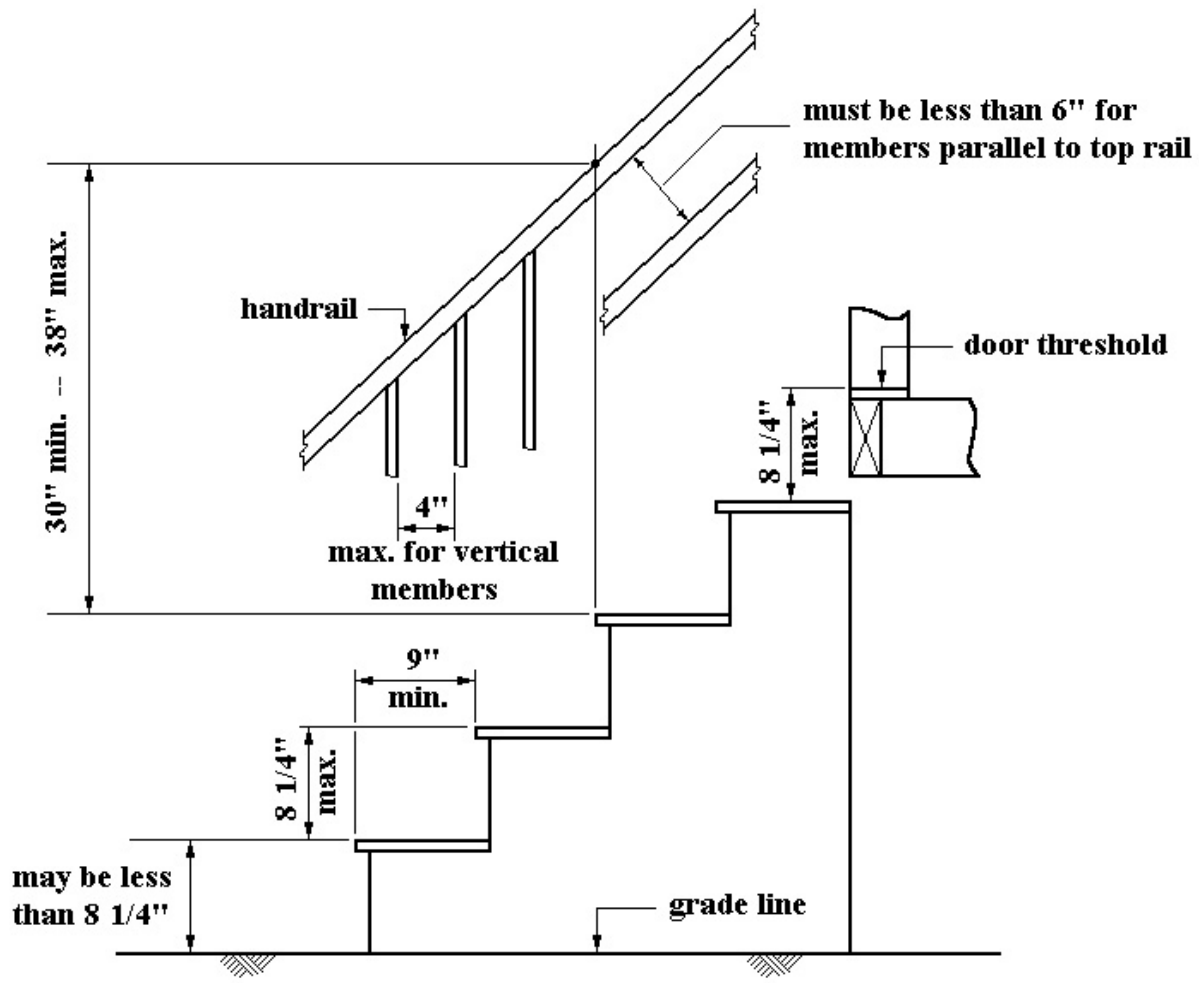 must be less than 6" for
members parallel to top rail
30" min. -- 38" max.
handrail
door threshold
8 1/4"
max.
4"
max. for vertical
members
9"
min.
8 1/4"
max.
may be less
than 8 1/4"
grade line